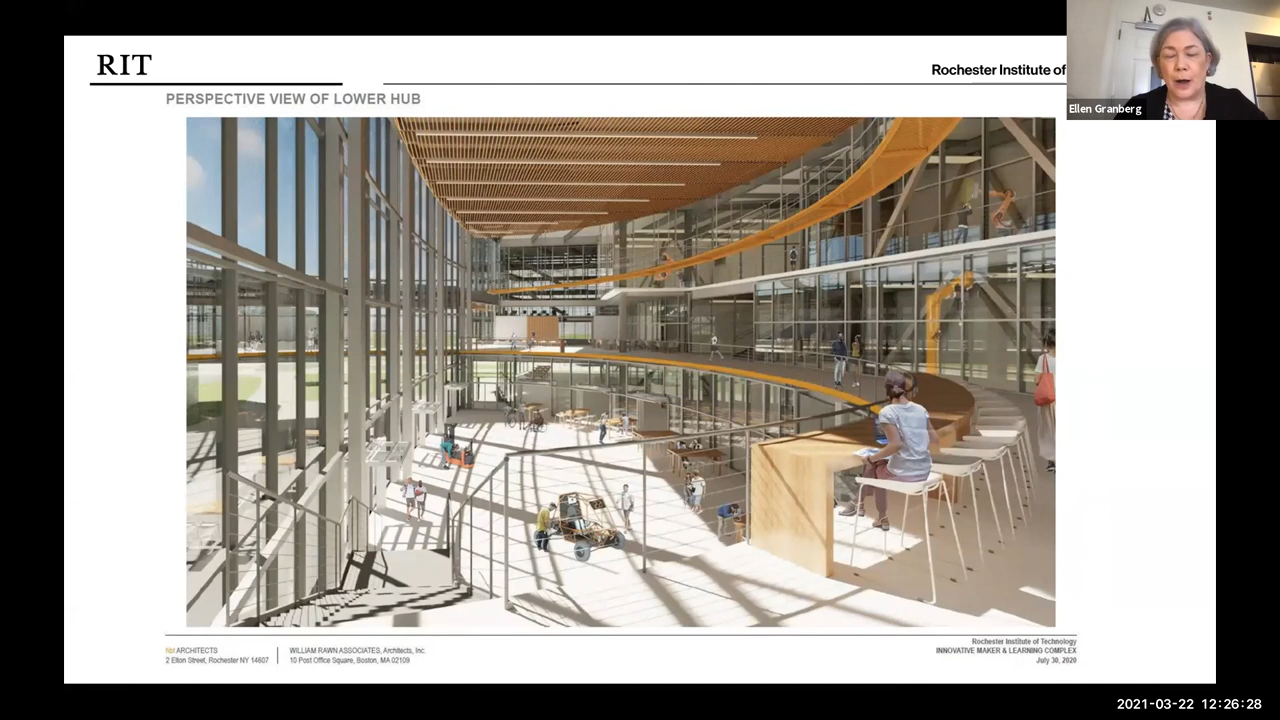 RIT
Rochester Institute of
Ellen Granberg
PERSPECTIVE VIEW OF LOWER HUB
ARCHITECTS
2 Elton Street, Rochester NY 14607
WILLIAM RAWN ASSOCIATES, Architects, Inc.
10 Post Office Square, Boston, MA 02109
Rochester Institute of Technology
INNOVATIVE MAKER & LEARNING COMPLEX
July 30, 2020
2021-03-22 12:26:28